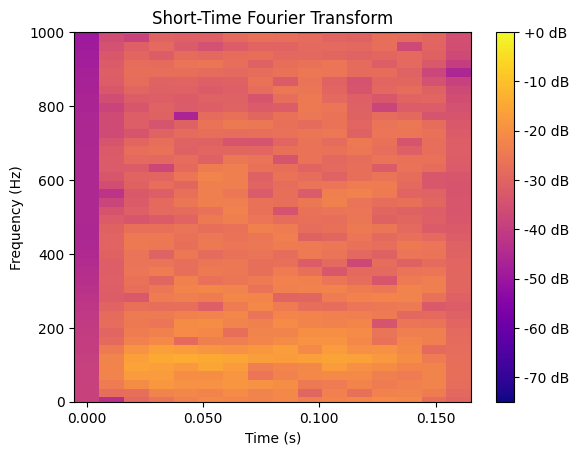 Short-Time Fourier Transform
1000
800
600
400
200
0
Frequency (Hz)
0.000
0.050
0.100
0.150
Time (s)
+0 dB
-10 dB
-20 dB
-30 dB
-40 dB
-50 dB
-60 dB
-70 dB